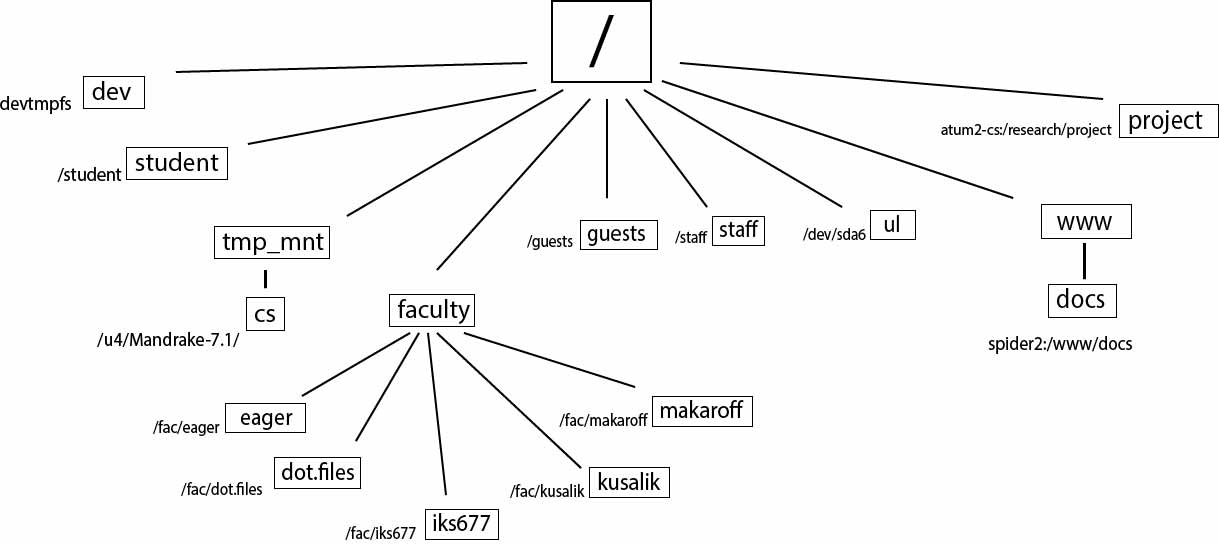 /
devtmpfs
dev
atum2-cs:/research/project
project
/student
student
tmp_mnt
/guests
guests
/staff
staff
/dev/sda6
ul
www
cs
/u4/Mandrake-7.1/
faculty
docs
spider2:/www/docs
/fac/eager
eager
/fac/makaroff
makaroff
/fac/dot.files
dot.files
/fac/kusalik
kusalik
/fac/iks677
iks677